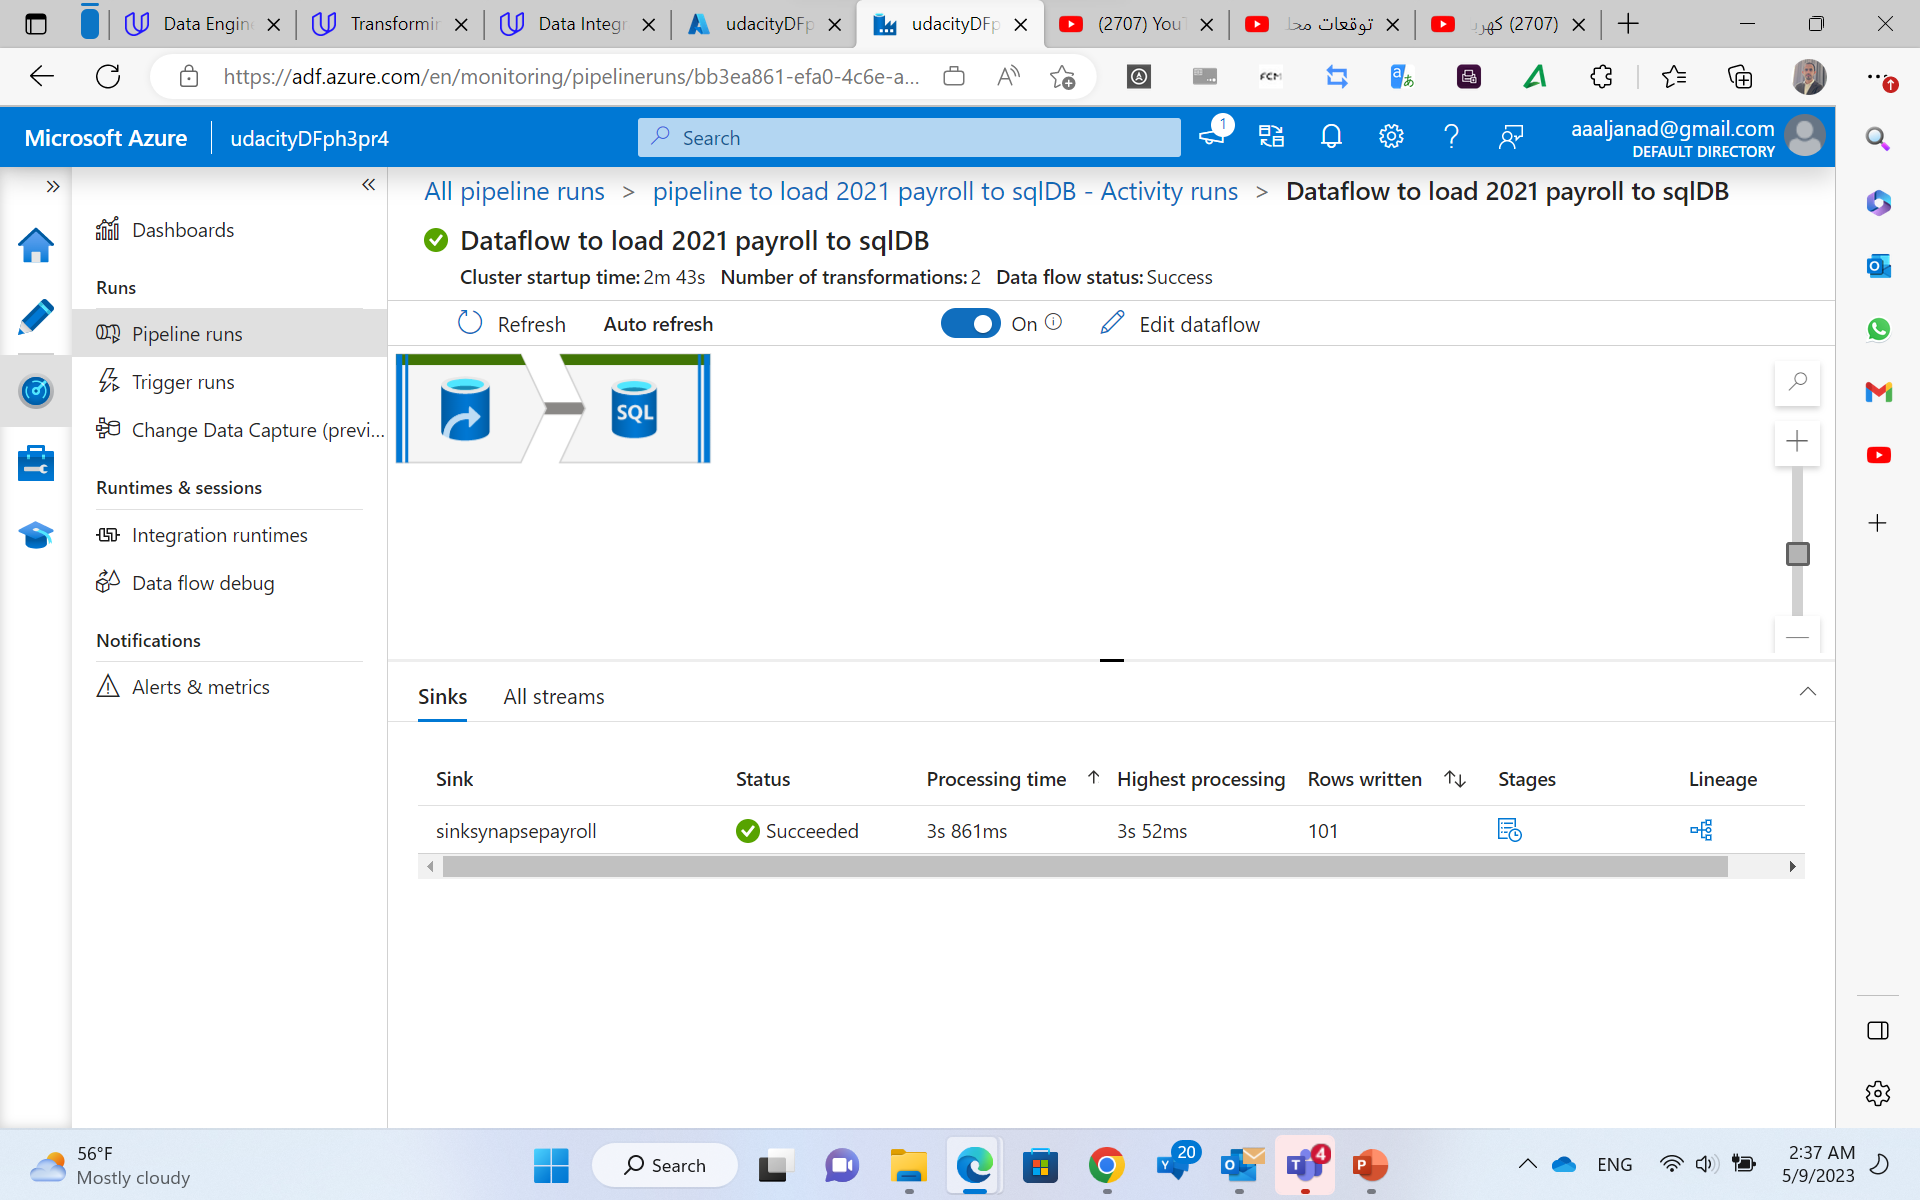 Data Engin
Transformin
Data Integr
udacityDFp
udacityDFp
(2707) YouT
توقعات محل
(2707) كهرب
https://adf.azure.com/en/monitoring/pipelineruns/bb3ea861-efa0-4c6e-a...
FCM
Microsoft Azure
udacityDFph3pr4
Search
1
aaaljanad@gmail.com
DEFAULT DIRECTORY
All pipeline runs > pipeline to load 2021 payroll to sqlDB - Activity runs > Dataflow to load 2021 payroll to sqlDB
Dataflow to load 2021 payroll to sqlDB
Cluster startup time: 2m 43s Number of transformations: 2 Data flow status: Success
Refresh
Auto refresh
On
Edit dataflow
Dashboards
Runs
Pipeline runs
Trigger runs
Change Data Capture (previ...
Runtimes & sessions
Integration runtimes
Data flow debug
Notifications
Alerts & metrics
SQL
Sinks
All streams
Sink Status Processing time Highest processing Rows written Stages Lineage
sinksynapsepayroll Succeeded 3s 861ms 3s 52ms 101
56°F
Mostly cloudy
Search
20
4
ENG
2:37 AM
5/9/2023